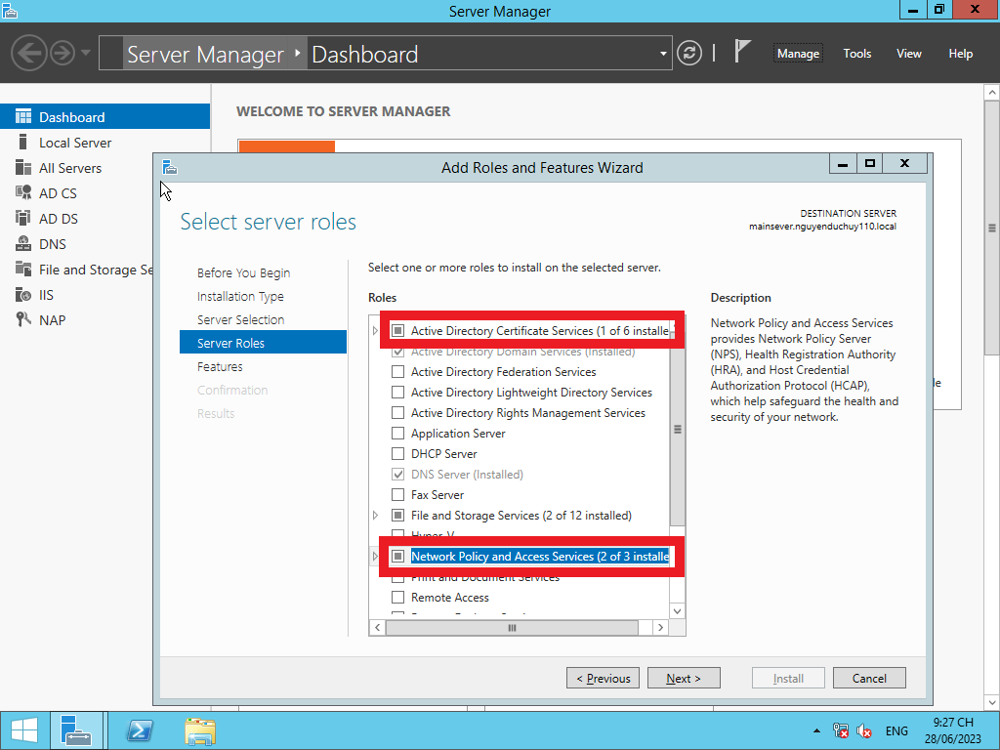 Server Manager
Server Manager Dashboard
Manage Tools View Help
Dashboard
Local Server
All Servers
AD CS
AD DS
DNS
File and Storage Se
IIS
NAP
WELCOME TO SERVER MANAGER
Add Roles and Features Wizard
Select server roles
DESTINATION SERVER
mainsever.nguyenduchuy110.local
Before You Begin
Installation Type
Server Selection
Server Roles
Features
Confirmation
Results
Select one or more roles to install on the selected server.
Roles
Active Directory Certificate Services (1 of 6 installe
Active Directory Domain Services (Installed)
Active Directory Federation Services
Active Directory Lightweight Directory Services
Active Directory Rights Management Services
Application Server
DHCP Server
DNS Server (Installed)
Fax Server
File and Storage Services (2 of 12 installed)
Hyper-V
Network Policy and Access Services (2 of 3 installe
Print and Document Services
Remote Access
Description
Network Policy and Access Services
provides Network Policy Server
(NPS), Health Registration Authority
(HRA), and Host Credential
Authorization Protocol (HCAP),
which help safeguard the health and
security of your network.
< Previous Next > Install Cancel
ENG
9:27 CH
28/06/2023